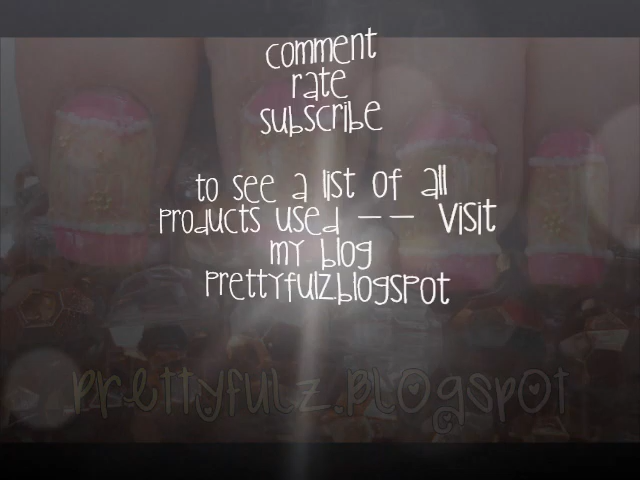 comment
rate
subscribe
to see a list of all
products used -- visit
my blog
prettyfulz.blogspot
prettyfulz.blogspot
©